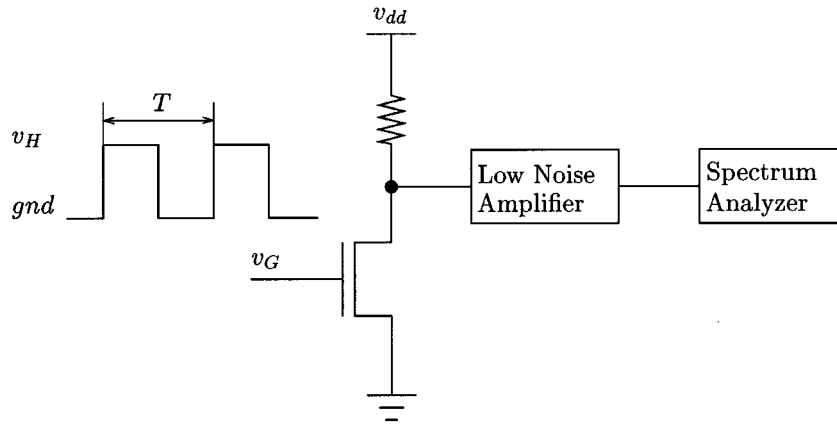 v_dd
T
v_H
gnd
Low Noise
Amplifier
Spectrum
Analyzer
v_G